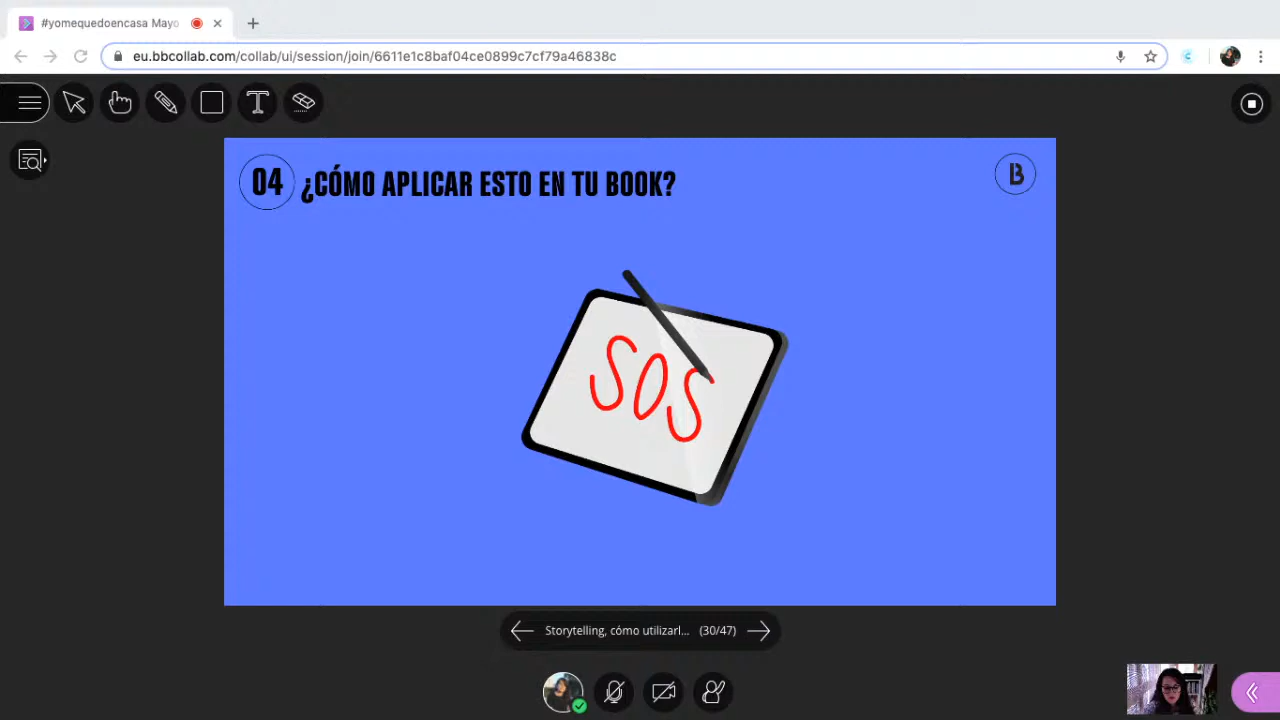 #yomequedoencasa Mayo
eu.bbcollab.com/collab/ui/session/join/6611e1c8baf04ce0899c7cf79a46838c
T
04 ¿CÓMO APLICAR ESTO EN TU BOOK?
B
SOS
Storytelling, cómo utilizarl... (30/47)